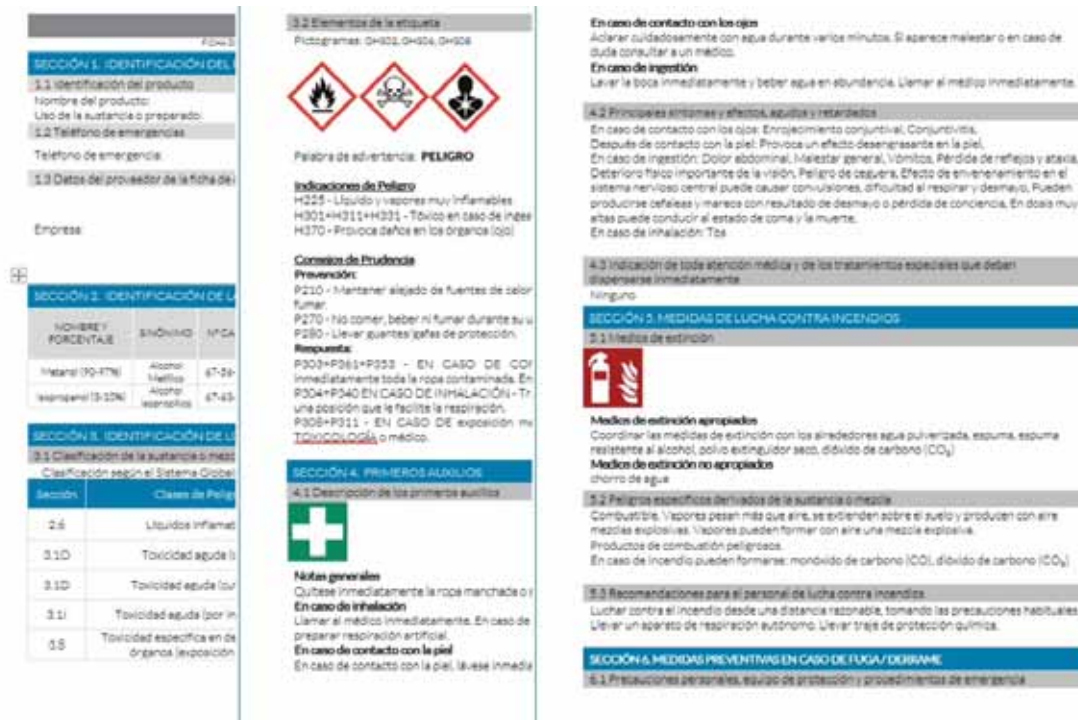 FICHA D
SECCIÓN 1. IDENTIFICACIÓN DEL
1.1 Identificación del producto
Nombre del producto:
Uso de la sustancia o preparado:
1.2 Teléfono de emergencias
Teléfono de emergencia:
1.3 Datos del proveedor de la ficha de
Empresa:
SECCIÓN 2. IDENTIFICACIÓN DE LA
NOMBRE Y PORCENTAJE SINÓNIMO Nº CA
Metanol (90-97%) Alcohol Metílico 67-56-
Isopropanol (3-10%) Alcohol Isopropílico 67-63-
SECCIÓN 3. IDENTIFICACIÓN DE LO
3.1 Clasificación de la sustancia o mezc
Clasificación según el Sistema Global
Sección Clases de Peligr
2.6 Líquidos inflamat
3.1O Toxicidad aguda (o
3.1D Toxicidad aguda (cu
3.1I Toxicidad aguda (por in
3.8 Toxicidad específica en de
órganos (exposición
3.2 Elementos de la etiqueta
Pictogramas: GHS02, GHS06, GHS08
Palabra de advertencia: PELIGRO
Indicaciones de Peligro
H225 - Líquido y vapores muy inflamables
H301+H311+H331 - Tóxico en caso de inges
H370 - Provoca daños en los órganos (ojo)
Consejos de Prudencia
Prevención:
P210 - Mantener alejado de fuentes de calor
fumar.
P270 - No comer, beber ni fumar durante su u
P280 - Llevar guantes/gafas de protección.
Respuesta:
P303+P361+P353 - EN CASO DE CON
inmediatamente toda la ropa contaminada. En
P304+P340 EN CASO DE INHALACIÓN - Tr
una posición que le facilite la respiración.
P308+P311 - EN CASO DE exposición m
TOXICOLOGÍA o médico.
SECCIÓN 4. PRIMEROS AUXILIOS
4.1 Descripción de los primeros auxilios
Notas generales
Quítese inmediatamente la ropa manchada o
En caso de inhalación
Llamar al médico inmediatamente. En caso de
preparar respiración artificial.
En caso de contacto con la piel
En caso de contacto con la piel, lávese inmedia
En caso de contacto con los ojos
Aclarar cuidadosamente con agua durante varios minutos. Si aparece malestar o en caso de
duda consultar a un médico.
En caso de ingestión
Lavar la boca inmediatamente y beber agua en abundancia. Llamar al médico inmediatamente.
4.2 Principales síntomas y efectos, agudos y retardados
En caso de contacto con los ojos: Enrojecimiento conjuntival, Conjuntivitis,
Después de contacto con la piel: Provoca un efecto desengrasante en la piel,
En caso de ingestión: Dolor abdominal, Malestar general, Vómitos, Pérdida de reflejos y ataxia,
Deterioro físico importante de la visión, Peligro de ceguera, Efecto de envenenamiento en el
sistema nervioso central puede causar convulsiones, dificultad al respirar y desmayo, Pueden
producirse cefaleas y mareos con resultado de desmayo o pérdida de conciencia, En dosis muy
altas puede conducir al estado de coma y la muerte,
En caso de inhalación: Tos
4.3 Indicación de toda atención médica y de los tratamientos especiales que deban
dispensarse inmediatamente
Ninguno
SECCIÓN 5. MEDIDAS DE LUCHA CONTRA INCENDIOS
5.1 Medios de extinción
Medios de extinción apropiados
Coordinar las medidas de extinción con los alrededores agua pulverizada, espuma, espuma
resistente al alcohol, polvo extinguidor seco, dióxido de carbono (CO₂)
Medios de extinción no apropiados
chorro de agua
5.2 Peligros específicos derivados de la sustancia o mezcla
Combustible. Vapores pesan más que aire, se extienden sobre el suelo y producen con aire
mezclas explosivas. Vapores pueden formar con aire una mezcla explosiva.
Productos de combustión peligrosos.
En caso de incendio pueden formarse: monóxido de carbono (CO), dióxido de carbono (CO₂)
5.3 Recomendaciones para el personal de lucha contra incendios
Luchar contra el incendio desde una distancia razonable, tomando las precauciones habituales
Llevar un aparato de respiración autónomo. Llevar traje de protección química.
SECCIÓN 6. MEDIDAS PREVENTIVAS EN CASO DE FUGA / DERRAME
6.1 Precauciones personales, equipo de protección y procedimientos de emergencia